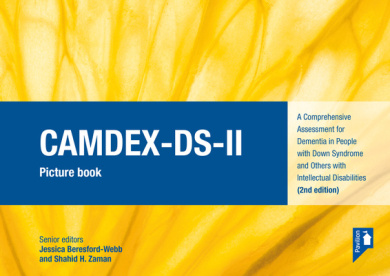 CAMDEX-DS-II
Picture book
A Comprehensive
Assessment for
Dementia in People
with Down Syndrome
and Others with
Intellectual Disabilities
(2nd edition)
Senior editors
Jessica Beresford-Webb
and Shahid H. Zaman
Pavilion